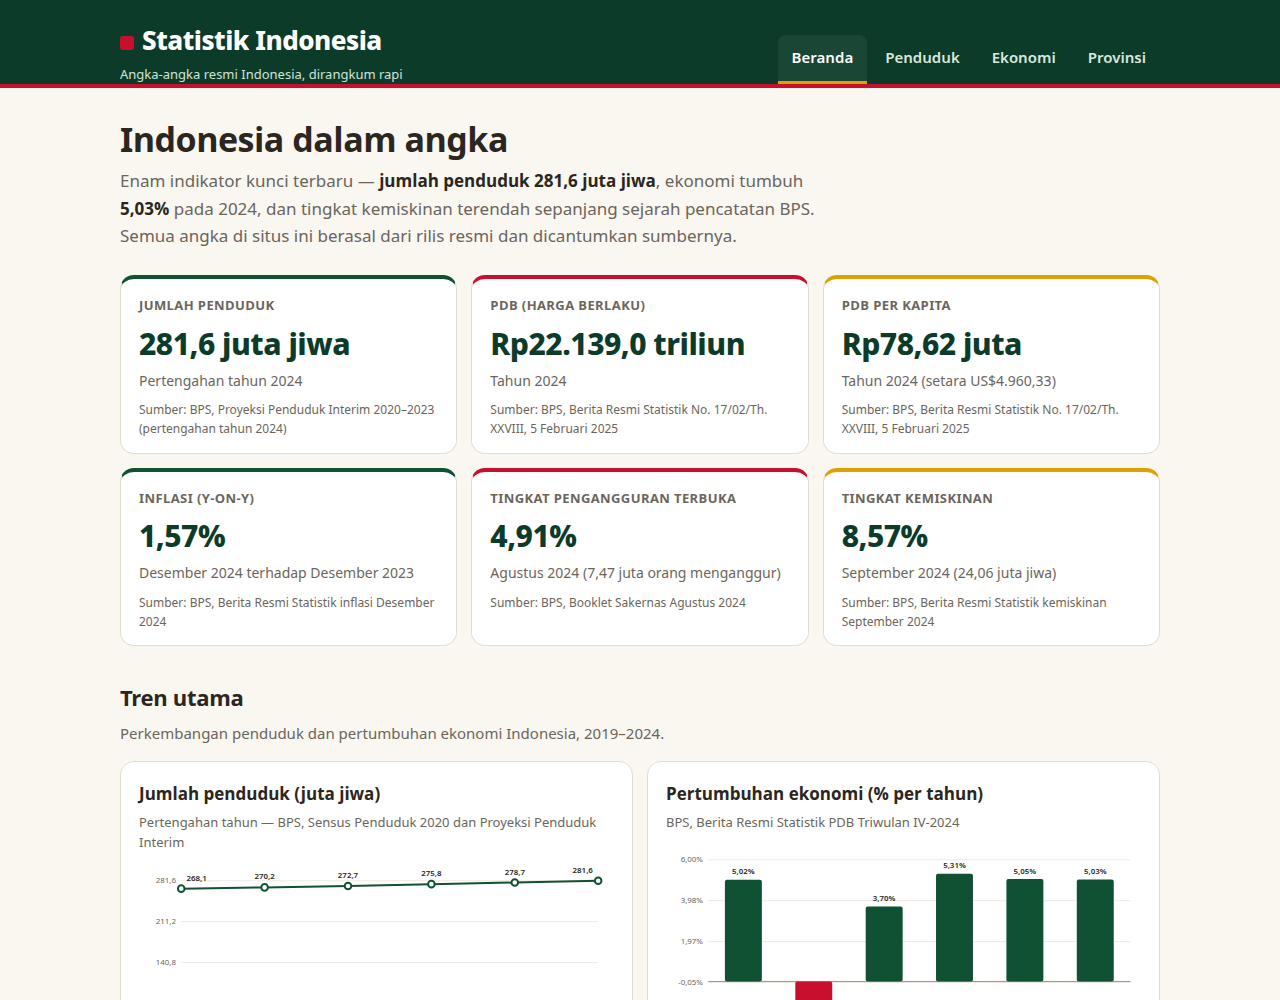 Statistik Indonesia
Angka-angka resmi Indonesia, dirangkum rapi
Beranda
Penduduk
Ekonomi
Provinsi
Indonesia dalam angka
Enam indikator kunci terbaru — jumlah penduduk 281,6 juta jiwa, ekonomi tumbuh
5,03% pada 2024, dan tingkat kemiskinan terendah sepanjang sejarah pencatatan BPS.
Semua angka di situs ini berasal dari rilis resmi dan dicantumkan sumbernya.
JUMLAH PENDUDUK
281,6 juta jiwa
Pertengahan tahun 2024
Sumber: BPS, Proyeksi Penduduk Interim 2020–2023
(pertengahan tahun 2024)
PDB (HARGA BERLAKU)
Rp22.139,0 triliun
Tahun 2024
Sumber: BPS, Berita Resmi Statistik No. 17/02/Th.
XXVIII, 5 Februari 2025
PDB PER KAPITA
Rp78,62 juta
Tahun 2024 (setara US$4.960,33)
Sumber: BPS, Berita Resmi Statistik No. 17/02/Th.
XXVIII, 5 Februari 2025
INFLASI (Y-ON-Y)
1,57%
Desember 2024 terhadap Desember 2023
Sumber: BPS, Berita Resmi Statistik inflasi Desember
2024
TINGKAT PENGANGGURAN TERBUKA
4,91%
Agustus 2024 (7,47 juta orang menganggur)
Sumber: BPS, Booklet Sakernas Agustus 2024
TINGKAT KEMISKINAN
8,57%
September 2024 (24,06 juta jiwa)
Sumber: BPS, Berita Resmi Statistik kemiskinan
September 2024
Tren utama
Perkembangan penduduk dan pertumbuhan ekonomi Indonesia, 2019–2024.
Jumlah penduduk (juta jiwa)
Pertengahan tahun — BPS, Sensus Penduduk 2020 dan Proyeksi Penduduk
Interim
281,6
211,2
140,8
268,1
270,2
272,7
275,8
278,7
281,6
Pertumbuhan ekonomi (% per tahun)
BPS, Berita Resmi Statistik PDB Triwulan IV-2024
6,00%
3,98%
1,97%
-0,05%
5,02%
3,70%
5,31%
5,05%
5,03%